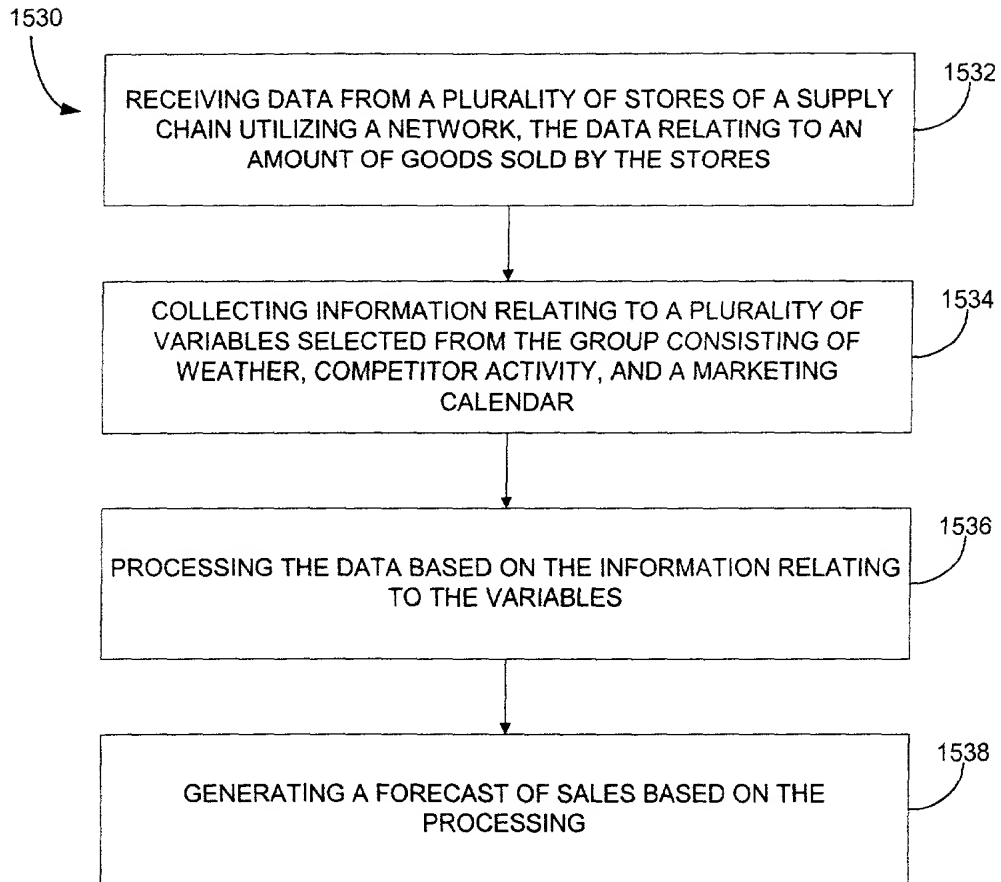 1530
1532
RECEIVING DATA FROM A PLURALITY OF STORES OF A SUPPLY
CHAIN UTILIZING A NETWORK, THE DATA RELATING TO AN
AMOUNT OF GOODS SOLD BY THE STORES
1534
COLLECTING INFORMATION RELATING TO A PLURALITY OF
VARIABLES SELECTED FROM THE GROUP CONSISTING OF
WEATHER, COMPETITOR ACTIVITY, AND A MARKETING
CALENDAR
1536
PROCESSING THE DATA BASED ON THE INFORMATION RELATING
TO THE VARIABLES
1538
GENERATING A FORECAST OF SALES BASED ON THE
PROCESSING